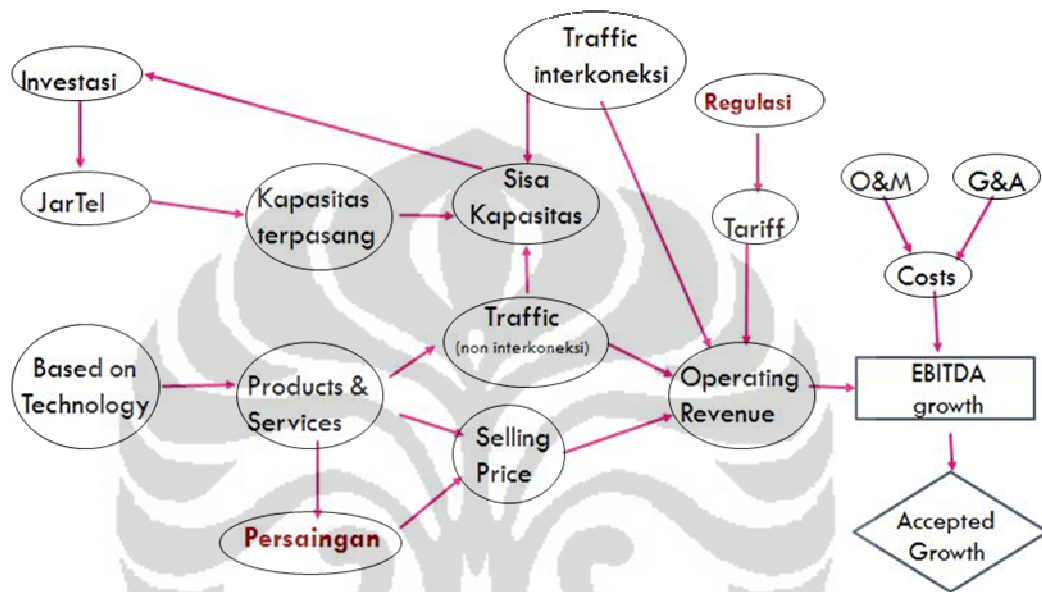 Traffic
interkoneksi
Investasi
Regulasi
JarTel
Kapasitas
terpasang
Sisa
Kapasitas
O&M
G&A
Tariff
Costs
Traffic
(non interkoneksi)
Based on
Technology
Products &
Services
Operating
Revenue
EBITDA
growth
Selling
Price
Persaingan
Accepted
Growth